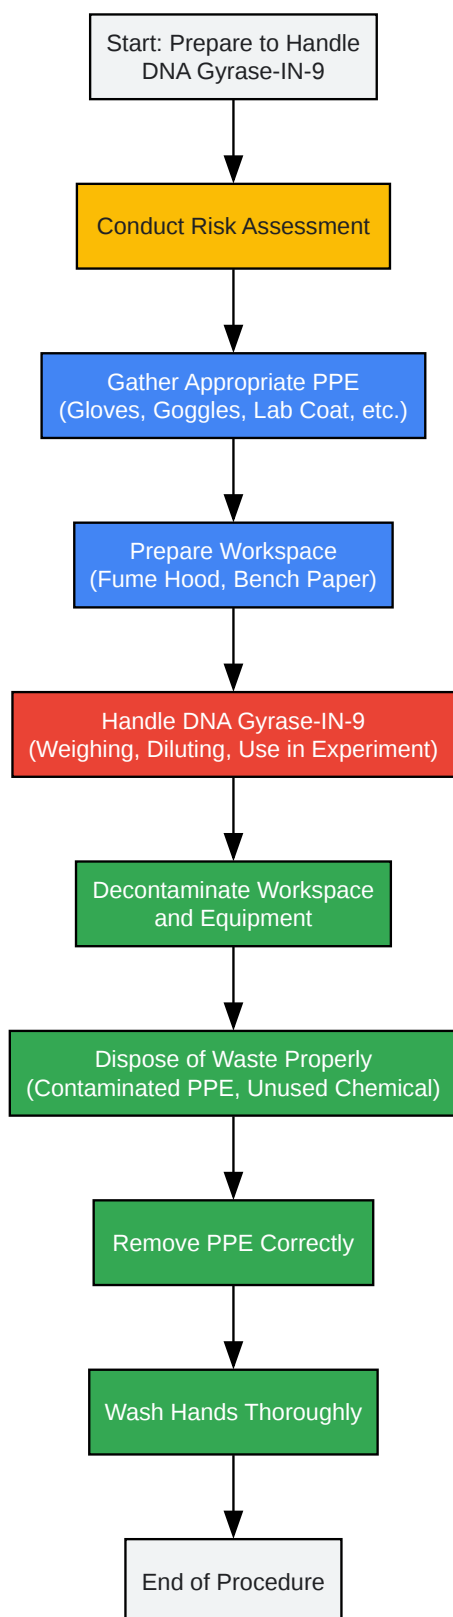 Start: Prepare to Handle
DNA Gyrase-IN-9
Conduct Risk Assessment
Gather Appropriate PPE
(Gloves, Goggles, Lab Coat, etc.)
Prepare Workspace
(Fume Hood, Bench Paper)
Handle DNA Gyrase-IN-9
(Weighing, Diluting, Use in Experiment)
Decontaminate Workspace
and Equipment
Dispose of Waste Properly
(Contaminated PPE, Unused Chemical)
Remove PPE Correctly
Wash Hands Thoroughly
End of Procedure